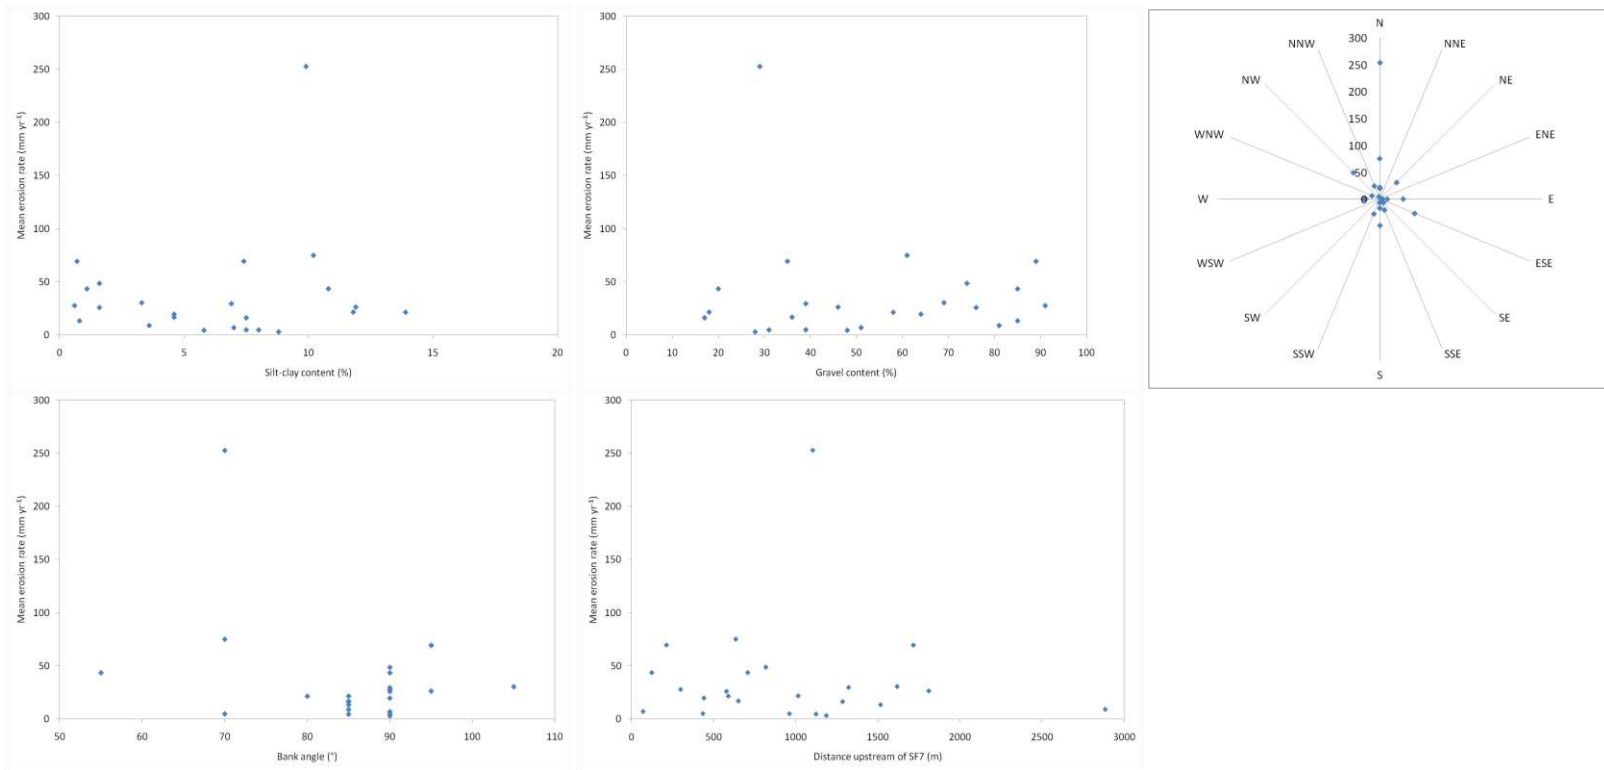 300
250
200
150
100
50
0
Mean erosion rate (mm yr⁻¹)
0 5 10 15 20
Silt-clay content (%)
300
250
200
150
100
50
0
Mean erosion rate (mm yr⁻¹)
0 10 20 30 40 50 60 70 80 90 100
Gravel content (%)
N
NNW 300 NNE
250
NW 200 NE
150
WNW 100 ENE
50
W 0 E
WSW ESE
SW SE
SSW SSE
S
300
250
200
150
100
50
0
Mean erosion rate (mm yr⁻¹)
50 60 70 80 90 100 110
Bank angle (°)
300
250
200
150
100
50
0
Mean erosion rate (mm yr⁻¹)
0 500 1000 1500 2000 2500 3000
Distance upstream of SF7 (m)